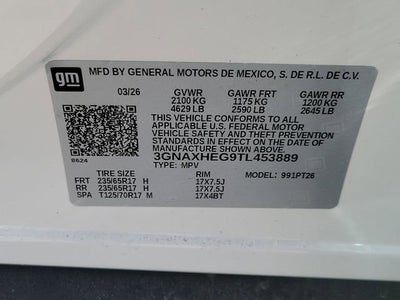 gm MFD BY GENERAL MOTORS DE MEXICO, S. DE R.L. DE C.V.
03/26 GVWR GAWR FRT GAWR RR
2100 KG 1175 KG 1200 KG
4629 LB 2590 LB 2645 LB
THIS VEHICLE CONFORMS TO ALL APPLICABLE
U.S. FEDERAL MOTOR
VEHICLE SAFETY AND THEFT PREVENTION
STANDARDS IN EFFECT ON THE DATE OF
MANUFACTURE SHOWN ABOVE.
3GNAXHEG9TL453889
8624 TYPE: MPV MODEL: 991PT26
TIRE SIZE RIM
FRT 235/65R17 H 17X7.5J
RR 235/65R17 H 17X7.5J
SPA T125/70R17 M 17X4BT